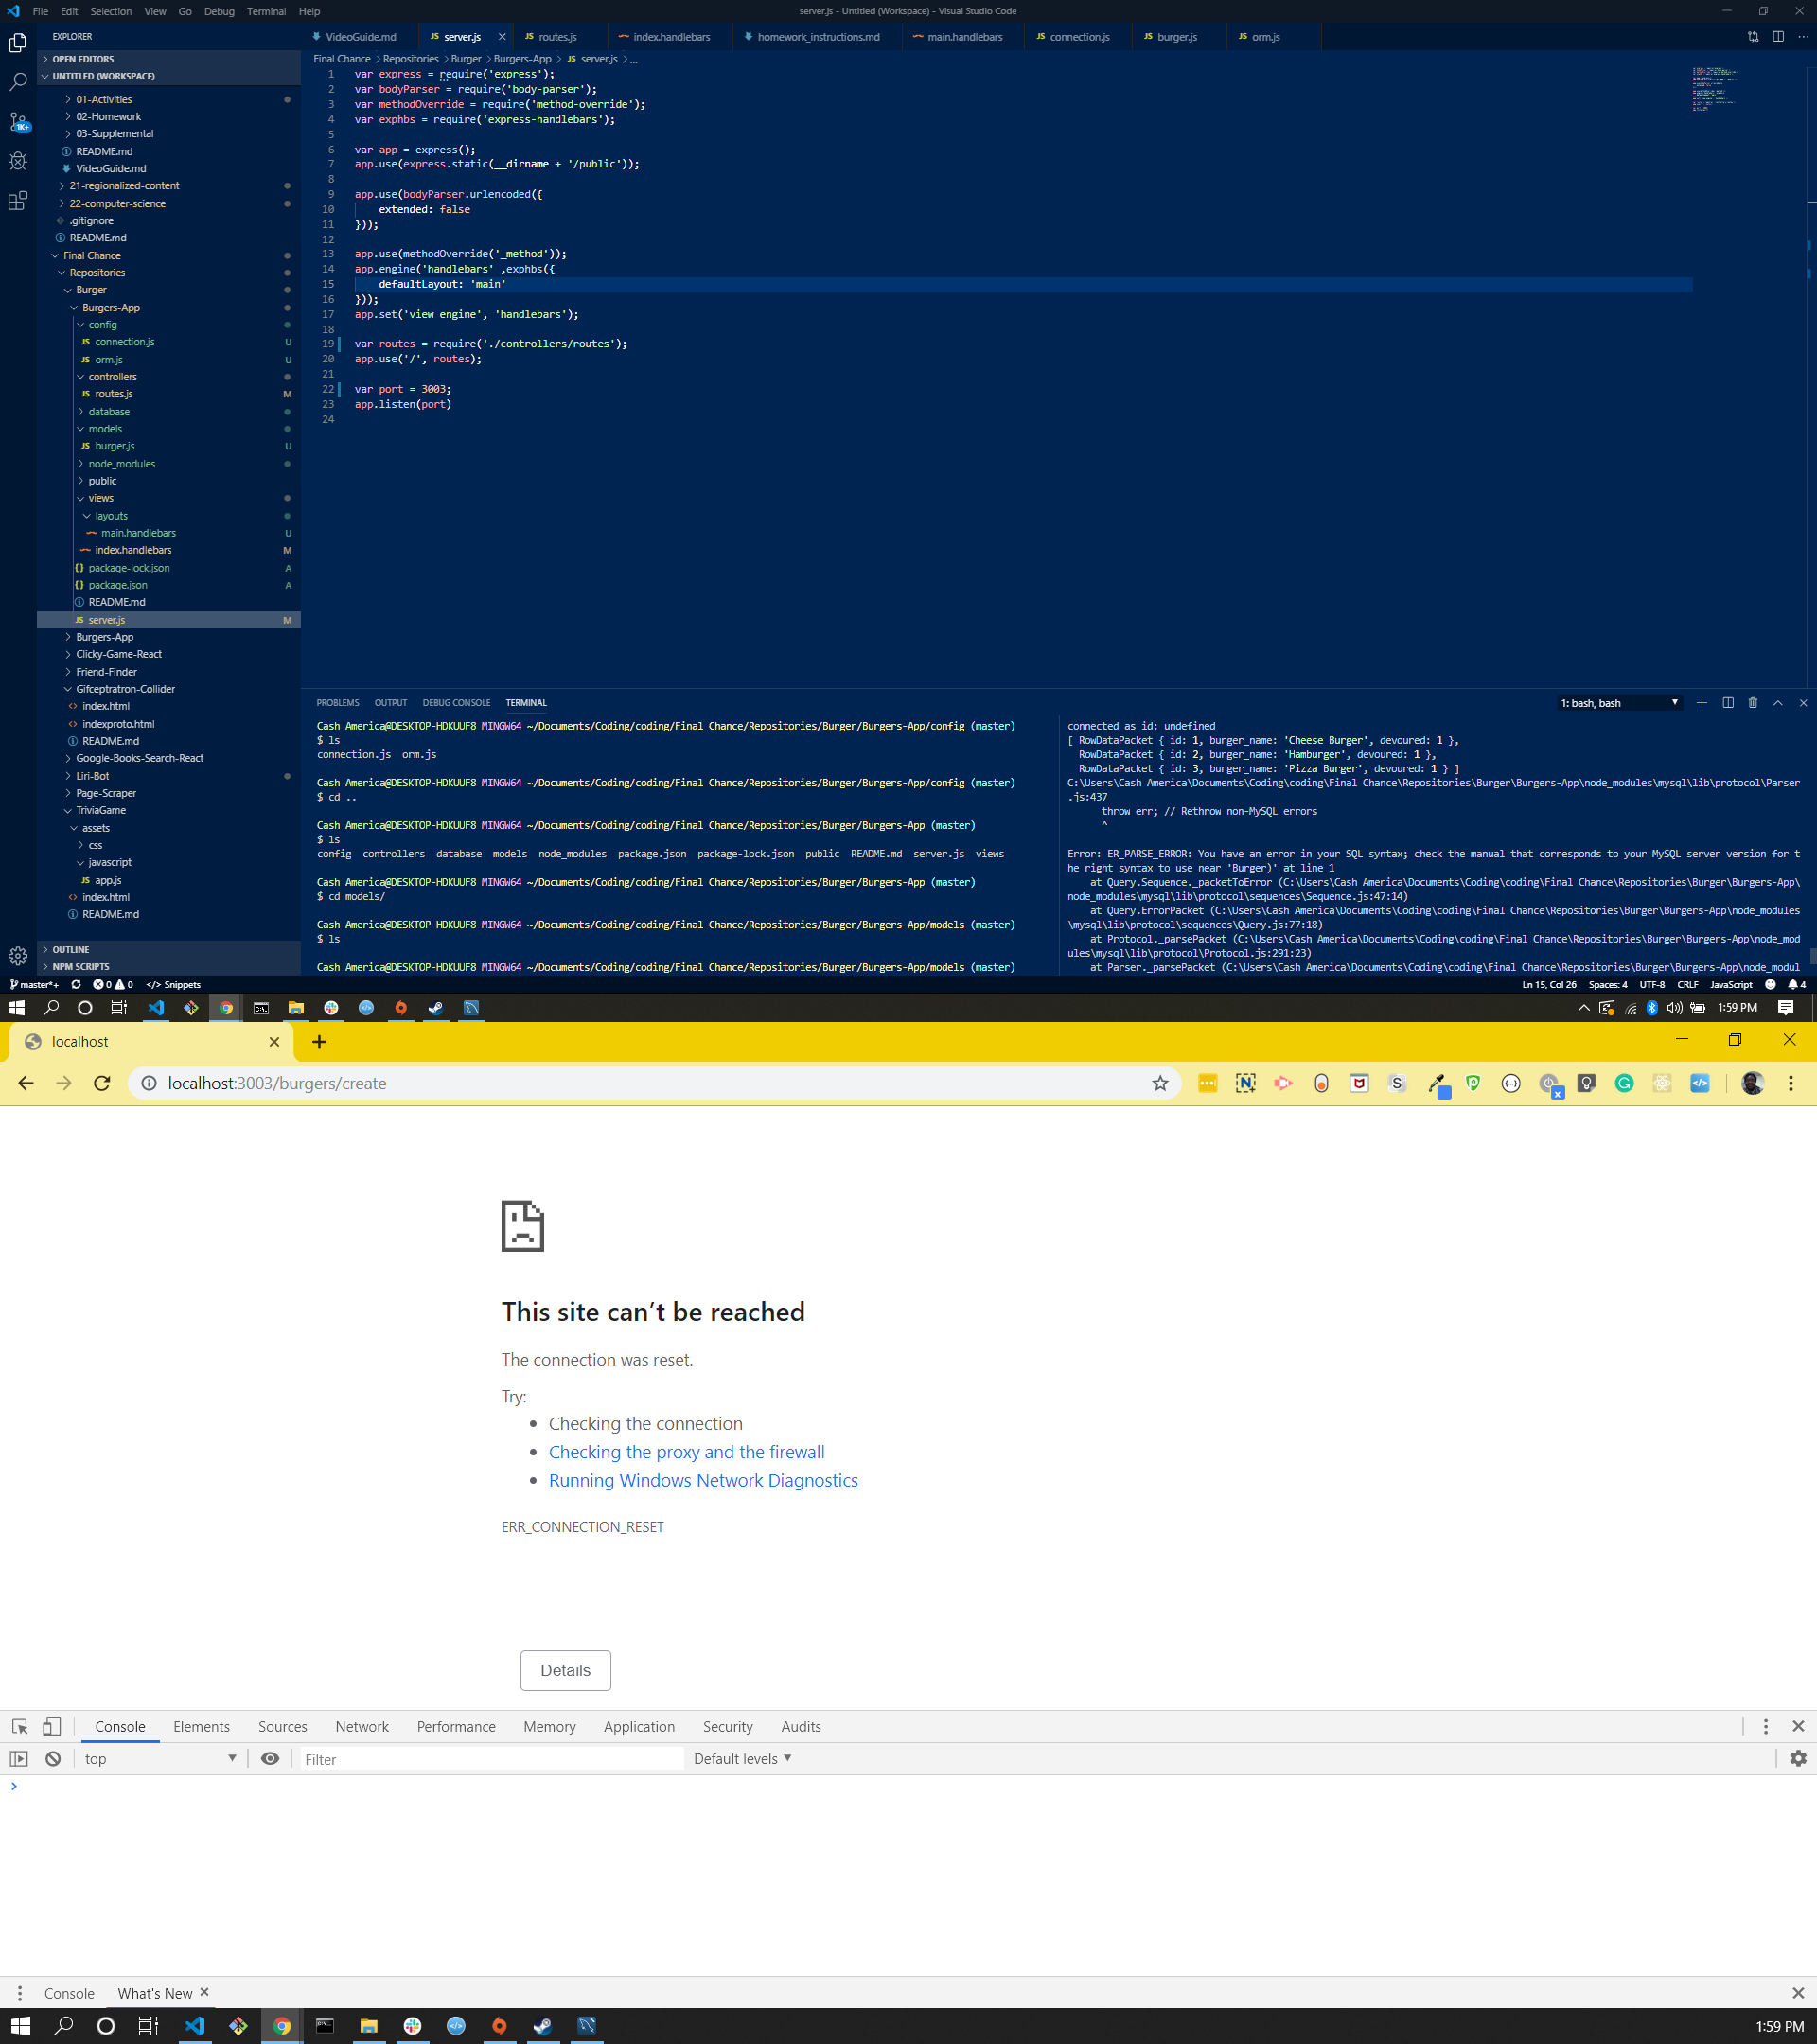 File Edit Selection View Go Debug Terminal Help
server.js - Untitled (Workspace) - Visual Studio Code
EXPLORER
OPEN EDITORS
UNTITLED (WORKSPACE)
01-Activities
02-Homework
03-Supplemental
README.md
VideoGuide.md
21-regionalized-content
22-computer-science
.gitignore
README.md
Final Chance
Repositories
Burger
Burgers-App
config
connection.js U
orm.js U
controllers
routes.js M
database
models
burger.js U
node_modules
public
views
layouts
main.handlebars U
index.handlebars M
package-lock.json A
package.json A
README.md
server.js M
Burgers-App
Clicky-Game-React
Friend-Finder
Gifceptratron-Collider
index.html
indexproto.html
README.md
Google-Books-Search-React
Liri-Bot
Page-Scraper
TriviaGame
assets
css
javascript
app.js
index.html
README.md
OUTLINE
NPM SCRIPTS
1K+
VideoGuide.md server.js routes.js index.handlebars homework_instructions.md main.handlebars connection.js burger.js orm.js
Final Chance > Repositories > Burger > Burgers-App > JS server.js > ...
1 var express = require('express');
2 var bodyParser = require('body-parser');
3 var methodOverride = require('method-override');
4 var exphbs = require('express-handlebars');
5
6 var app = express();
7 app.use(express.static(__dirname + '/public'));
8
9 app.use(bodyParser.urlencoded({
10 extended: false
11 }));
12
13 app.use(methodOverride('_method'));
14 app.engine('handlebars' ,exphbs({
15 defaultLayout: 'main'
16 }));
17 app.set('view engine', 'handlebars');
18
19 var routes = require('./controllers/routes');
20 app.use('/', routes);
21
22 var port = 3003;
23 app.listen(port)
24
PROBLEMS OUTPUT DEBUG CONSOLE TERMINAL
1: bash, bash
Cash America@DESKTOP-HDKUUF8 MINGW64 ~/Documents/Coding/coding/Final Chance/Repositories/Burger/Burgers-App/config (master)
$ ls
connection.js orm.js
Cash America@DESKTOP-HDKUUF8 MINGW64 ~/Documents/Coding/coding/Final Chance/Repositories/Burger/Burgers-App/config (master)
$ cd ..
Cash America@DESKTOP-HDKUUF8 MINGW64 ~/Documents/Coding/coding/Final Chance/Repositories/Burger/Burgers-App (master)
$ ls
config controllers database models node_modules package.json package-lock.json public README.md server.js views
Cash America@DESKTOP-HDKUUF8 MINGW64 ~/Documents/Coding/coding/Final Chance/Repositories/Burger/Burgers-App (master)
$ cd models/
Cash America@DESKTOP-HDKUUF8 MINGW64 ~/Documents/Coding/coding/Final Chance/Repositories/Burger/Burgers-App/models (master)
$ ls
Cash America@DESKTOP-HDKUUF8 MINGW64 ~/Documents/Coding/coding/Final Chance/Repositories/Burger/Burgers-App/models (master)
connected as id: undefined
[ RowDataPacket { id: 1, burger_name: 'Cheese Burger', devoured: 1 },
RowDataPacket { id: 2, burger_name: 'Hamburger', devoured: 1 },
RowDataPacket { id: 3, burger_name: 'Pizza Burger', devoured: 1 } ]
C:\Users\Cash America\Documents\Coding\coding\Final Chance\Repositories\Burger\Burgers-App\node_modules\mysql\lib\protocol\Parser
.js:437
throw err; // Rethrow non-MySQL errors
^
Error: ER_PARSE_ERROR: You have an error in your SQL syntax; check the manual that corresponds to your MySQL server version for t
he right syntax to use near 'Burger)' at line 1
at Query.Sequence._packetToError (C:\Users\Cash America\Documents\Coding\coding\Final Chance\Repositories\Burger\Burgers-App\
node_modules\mysql\lib\protocol\sequences\Sequence.js:47:14)
at Query.ErrorPacket (C:\Users\Cash America\Documents\Coding\coding\Final Chance\Repositories\Burger\Burgers-App\node_modules
\mysql\lib\protocol\sequences\Query.js:77:18)
at Protocol._parsePacket (C:\Users\Cash America\Documents\Coding\coding\Final Chance\Repositories\Burger\Burgers-App\node_mod
ules\mysql\lib\protocol\Protocol.js:291:23)
at Parser._parsePacket (C:\Users\Cash America\Documents\Coding\coding\Final Chance\Repositories\Burger\Burgers-App\node_modul
master*+ 0 0 </> Snippets
Ln 15, Col 26 Spaces: 4 UTF-8 CRLF JavaScript 4
1:59 PM
localhost
localhost:3003/burgers/create
This site can't be reached
The connection was reset.
Try:
• Checking the connection
• Checking the proxy and the firewall
• Running Windows Network Diagnostics
ERR_CONNECTION_RESET
Details
Console Elements Sources Network Performance Memory Application Security Audits
top Filter Default levels
Console What's New
1:59 PM